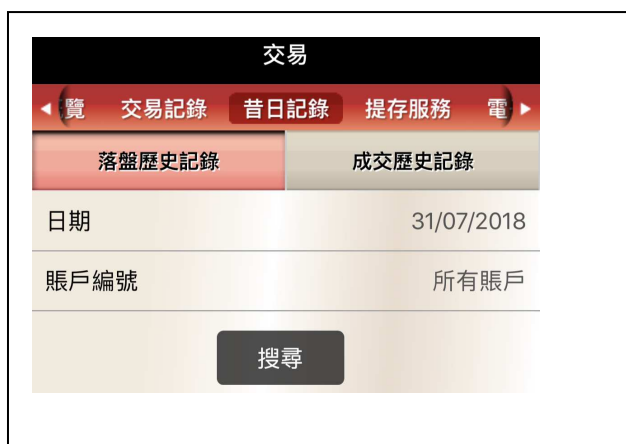 交易
覽 交易記錄 昔日記錄 提存服務 電
落盤歷史記錄 成交歷史記錄
日期 31/07/2018
賬戶編號 所有賬戶
搜尋